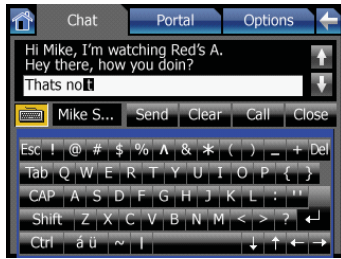 Chat Portal Options
Hi Mike, I'm watching Red's A.
Hey there, how you doin?
Thats not
Mike S... Send Clear Call Close
Esc ! @ # $ % ʌ & * ( ) _ + Del
Tab Q W E R T Y U I O P { }
CAP A S D F G H J K L : "
Shift Z X C V B N M < > ? ↵
Ctrl á ü ~ | ↓ ↑ ← →